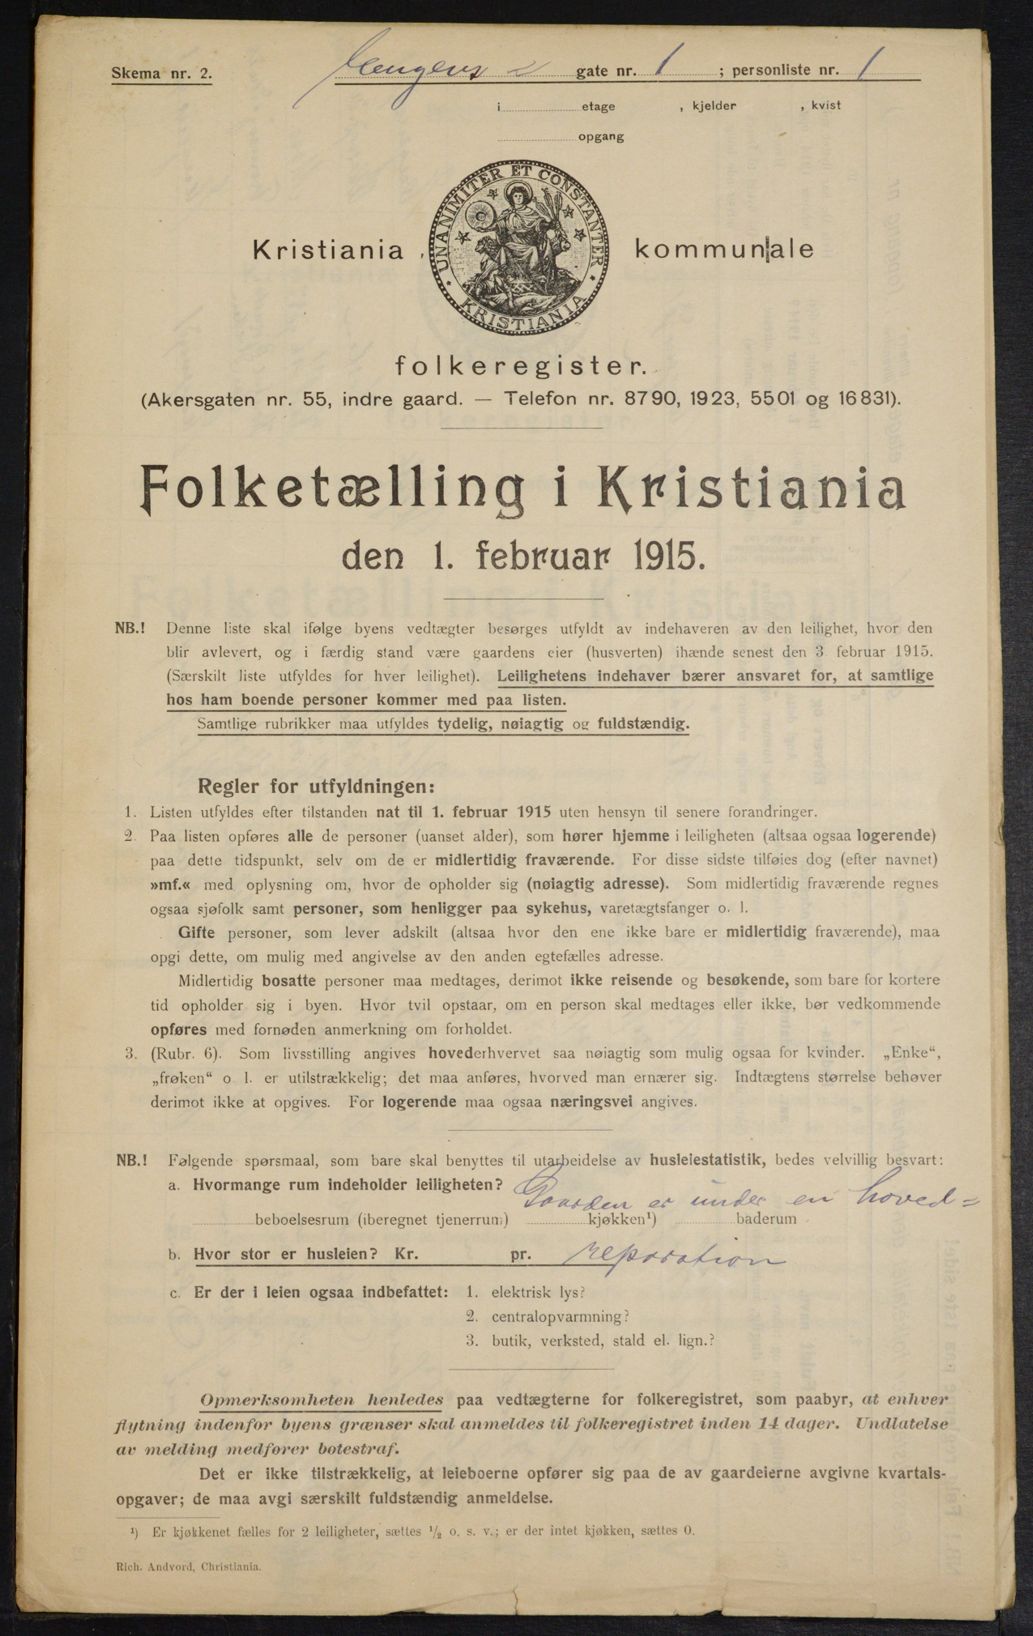 Skema nr. 2.
Langens gate nr. 1 ; personliste nr. 1
i etage , kjelder , kvist
opgang
UNANIMITER ET CONSTANTER
KRISTIANIA
Kristiania kommunale
folkeregister.
(Akersgaten nr. 55, indre gaard. — Telefon nr. 8790, 1923, 5501 og 16831).
Folketælling i Kristiania
den 1. februar 1915.
NB.! Denne liste skal ifølge byens vedtægter besørges utfyldt av indehaveren av den leilighet, hvor den
blir avlevert, og i færdig stand være gaardens eier (husverten) ihænde senest den 3. februar 1915.
(Særskilt liste utfyldes for hver leilighet). Leilighetens indehaver bærer ansvaret for, at samtlige
hos ham boende personer kommer med paa listen.
Samtlige rubrikker maa utfyldes tydelig, nøiagtig og fuldstændig.
Regler for utfyldningen:
1. Listen utfyldes efter tilstanden nat til 1. februar 1915 uten hensyn til senere forandringer.
2. Paa listen opføres alle de personer (uanset alder), som hører hjemme i leiligheten (altsaa ogsaa logerende)
paa dette tidspunkt, selv om de er midlertidig fraværende. For disse sidste tilføies dog (efter navnet)
»mf.« med oplysning om, hvor de opholder sig (nøiagtig adresse). Som midlertidig fraværende regnes
ogsaa sjøfolk samt personer, som henligger paa sykehus, varetægtsfanger o. l.
Gifte personer, som lever adskilt (altsaa hvor den ene ikke bare er midlertidig fraværende), maa
opgi dette, om mulig med angivelse av den anden egtefælles adresse.
Midlertidig bosatte personer maa medtages, derimot ikke reisende og besøkende, som bare for kortere
tid opholder sig i byen. Hvor tvil opstaar, om en person skal medtages eller ikke, bør vedkommende
opføres med fornøden anmerkning om forholdet.
3. (Rubr. 6). Som livsstilling angives hovederhvervet saa nøiagtig som mulig ogsaa for kvinder. „Enke“,
„frøken“ o l. er utilstrækkelig; det maa anføres, hvorved man ernærer sig. Indtægtens størrelse behøver
derimot ikke at opgives. For logerende maa ogsaa næringsvei angives.
NB.! Følgende spørsmaal, som bare skal benyttes til utarbeidelse av husleiestatistik, bedes velvillig besvart:
a. Hvormange rum indeholder leiligheten? Gaarden er under en hoved=
beboelsesrum (iberegnet tjenerrum) kjøkken¹) baderum
b. Hvor stor er husleien? Kr. pr. reparation
c. Er der i leien ogsaa indbefattet: 1. elektrisk lys?
2. centralopvarmning?
3. butik, verksted, stald el. lign.?
Opmerksomheten henledes paa vedtægterne for folkeregistret, som paabyr, at enhver
flytning indenfor byens grænser skal anmeldes til folkeregistret inden 14 dager. Undlatelse
av melding medfører botestraf.
Det er ikke tilstrækkelig, at leieboerne opfører sig paa de av gaardeierne avgivne kvartals-
opgaver; de maa avgi særskilt fuldstændig anmeldelse.
¹) Er kjøkkenet fælles for 2 leiligheter, sættes ½ o. s. v.; er der intet kjøkken, sættes 0.
Rich. Andvord, Christiania.